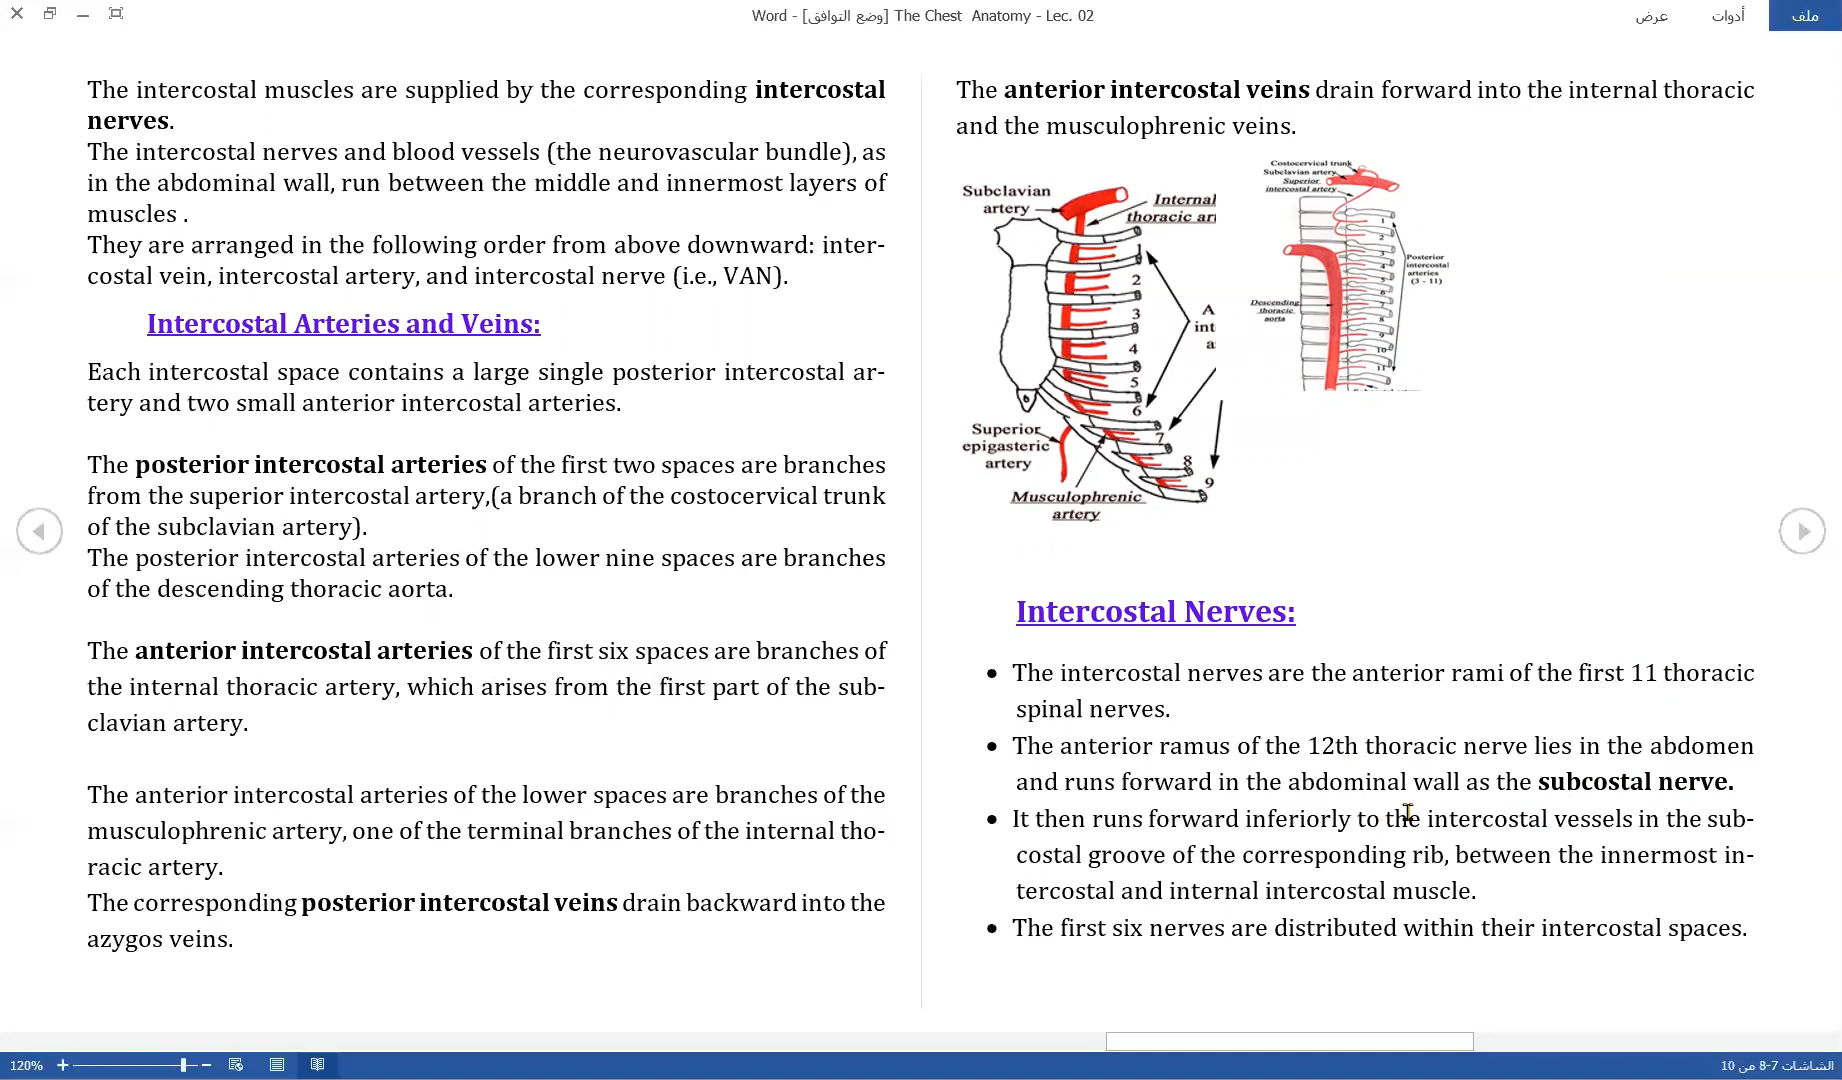 The Chest Anatomy - Lec. 02 [وضع التوافق] - Word
ملف
أدوات
عرض
The intercostal muscles are supplied by the corresponding intercostal
nerves.
The intercostal nerves and blood vessels (the neurovascular bundle), as
in the abdominal wall, run between the middle and innermost layers of
muscles .
They are arranged in the following order from above downward: inter-
costal vein, intercostal artery, and intercostal nerve (i.e., VAN).
Intercostal Arteries and Veins:
Each intercostal space contains a large single posterior intercostal ar-
tery and two small anterior intercostal arteries.
The posterior intercostal arteries of the first two spaces are branches
from the superior intercostal artery,(a branch of the costocervical trunk
of the subclavian artery).
The posterior intercostal arteries of the lower nine spaces are branches
of the descending thoracic aorta.
The anterior intercostal arteries of the first six spaces are branches of
the internal thoracic artery, which arises from the first part of the sub-
clavian artery.
The anterior intercostal arteries of the lower spaces are branches of the
musculophrenic artery, one of the terminal branches of the internal tho-
racic artery.
The corresponding posterior intercostal veins drain backward into the
azygos veins.
The anterior intercostal veins drain forward into the internal thoracic
and the musculophrenic veins.
Subclavian
artery
Internal
thoracic ar
1
2
3
4
5
6
7
8
9
A
int
a
Superior
epigasteric
artery
Musculophrenic
artery
Costocervical trunk
Subclavian artery
Superior
intercostal artery
1
2
3
4
5
6
7
8
9
10
11
Posterior
intercostal
arteries
(3 - 11)
Descending
thoracic
aorta
Intercostal Nerves:
• The intercostal nerves are the anterior rami of the first 11 thoracic
spinal nerves.
• The anterior ramus of the 12th thoracic nerve lies in the abdomen
and runs forward in the abdominal wall as the subcostal nerve.
• It then runs forward inferiorly to the intercostal vessels in the sub-
costal groove of the corresponding rib, between the innermost in-
tercostal and internal intercostal muscle.
• The first six nerves are distributed within their intercostal spaces.
120%
الشاشات 7-8 من 10